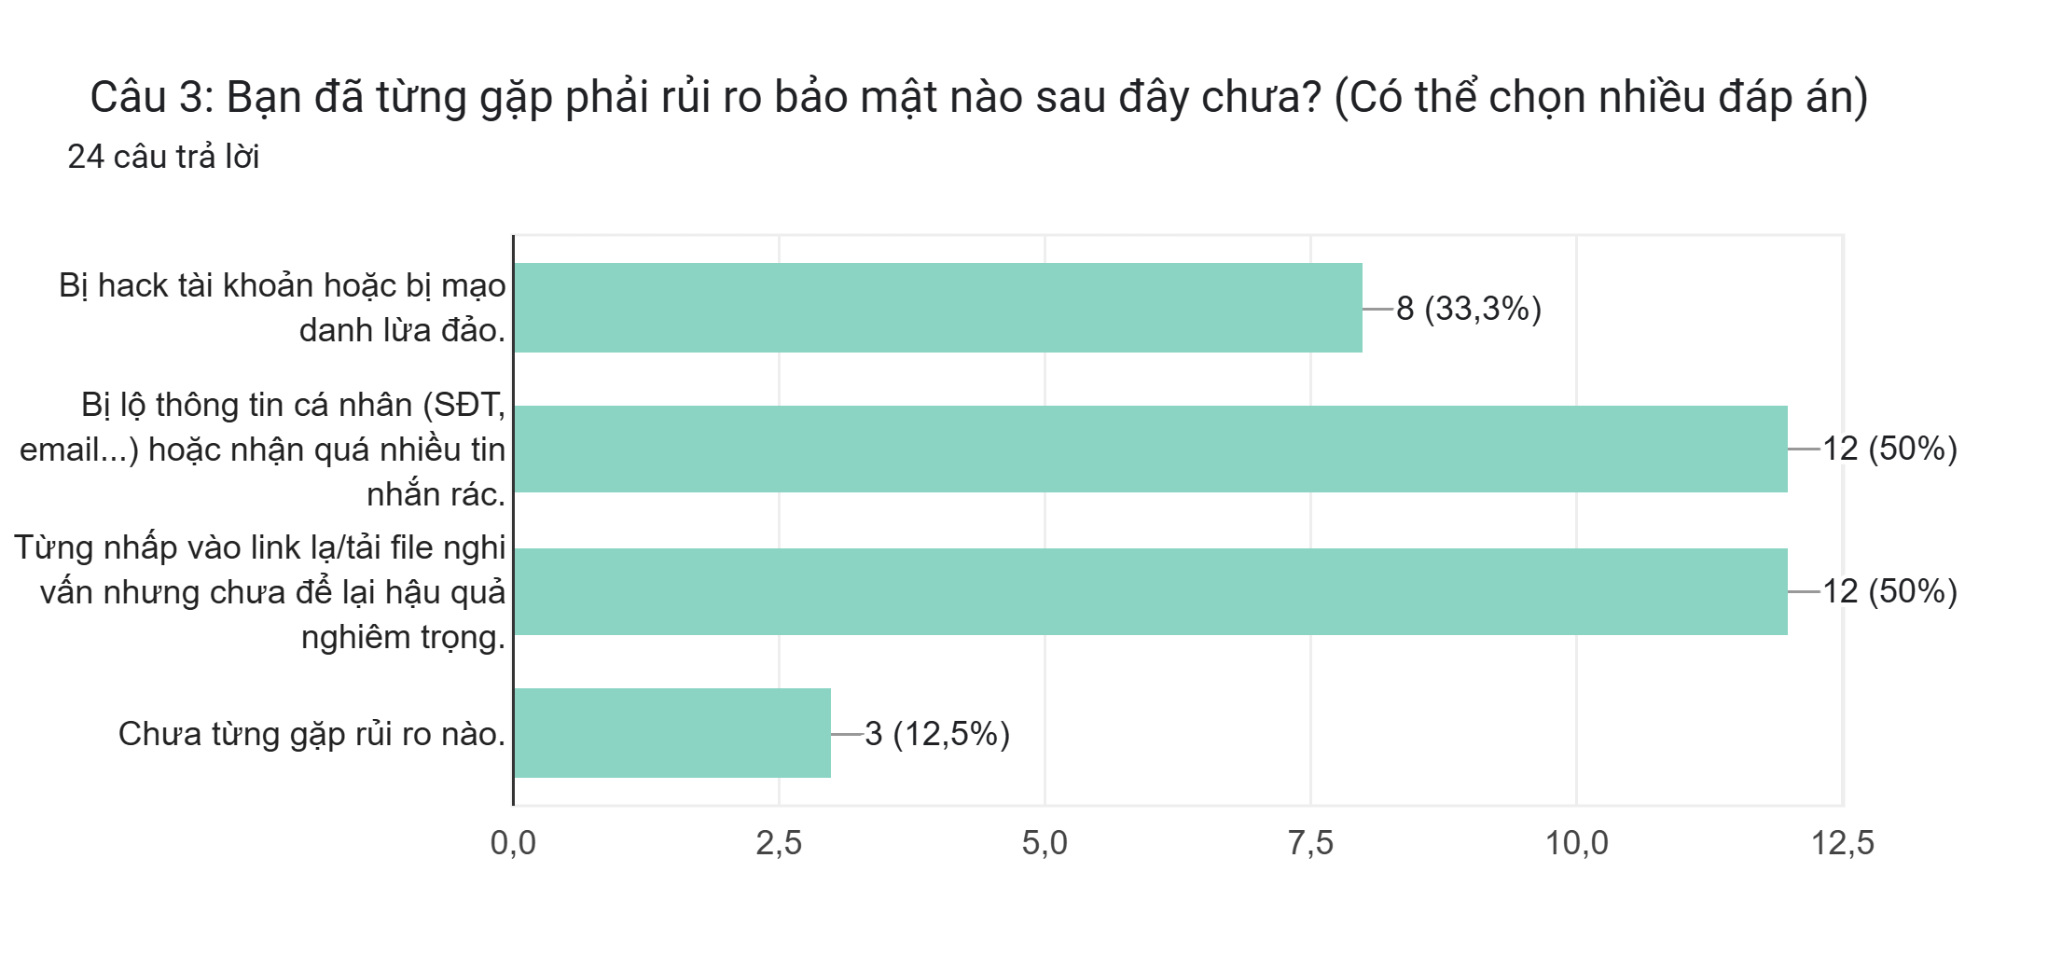 Câu 3: Bạn đã từng gặp phải rủi ro bảo mật nào sau đây chưa? (Có thể chọn nhiều đáp án)
24 câu trả lời
Bị hack tài khoản hoặc bị mạo
danh lừa đảo.
8 (33,3%)
Bị lộ thông tin cá nhân (SĐT,
email...) hoặc nhận quá nhiều tin
nhắn rác.
12 (50%)
Từng nhấp vào link lạ/tải file nghi
vấn nhưng chưa để lại hậu quả
nghiêm trọng.
12 (50%)
Chưa từng gặp rủi ro nào.
3 (12,5%)
0,0 2,5 5,0 7,5 10,0 12,5